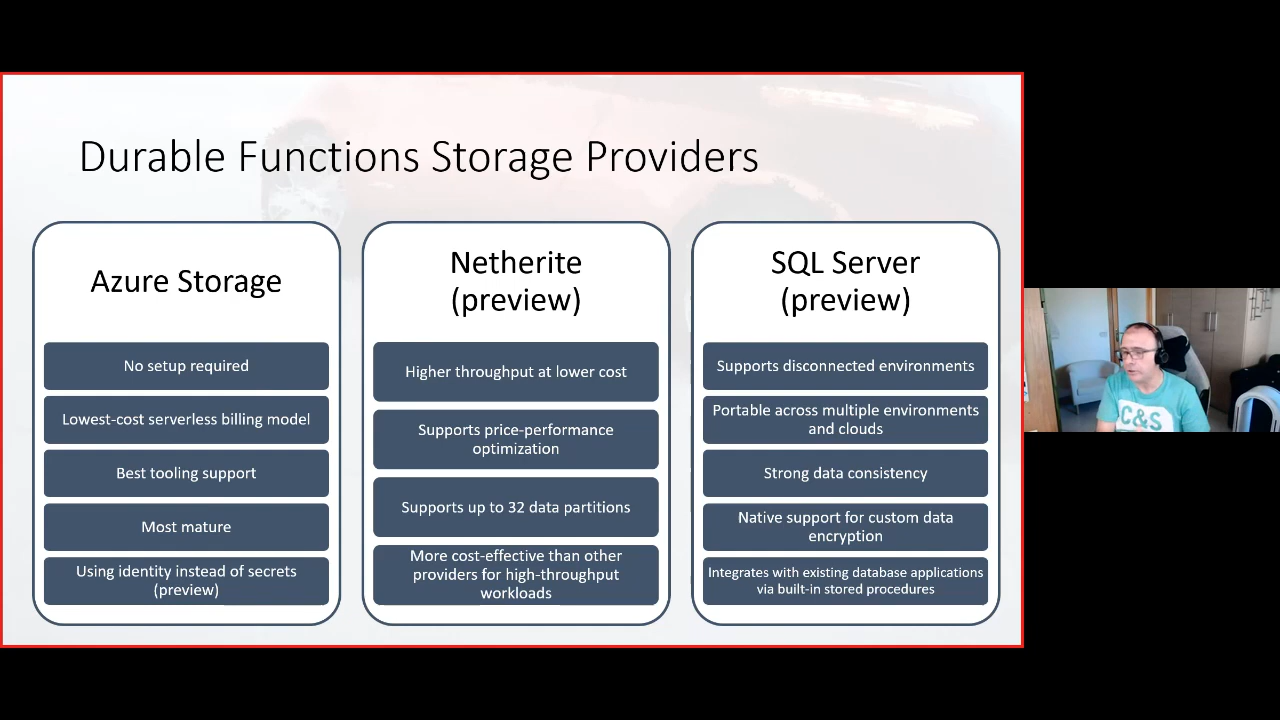 Durable Functions Storage Providers
Azure Storage
No setup required
Lowest-cost serverless billing model
Best tooling support
Most mature
Using identity instead of secrets
(preview)
Netherite
(preview)
Higher throughput at lower cost
Supports price-performance
optimization
Supports up to 32 data partitions
More cost-effective than other
providers for high-throughput
workloads
SQL Server
(preview)
Supports disconnected environments
Portable across multiple environments
and clouds
Strong data consistency
Native support for custom data
encryption
Integrates with existing database applications
via built-in stored procedures
C&S